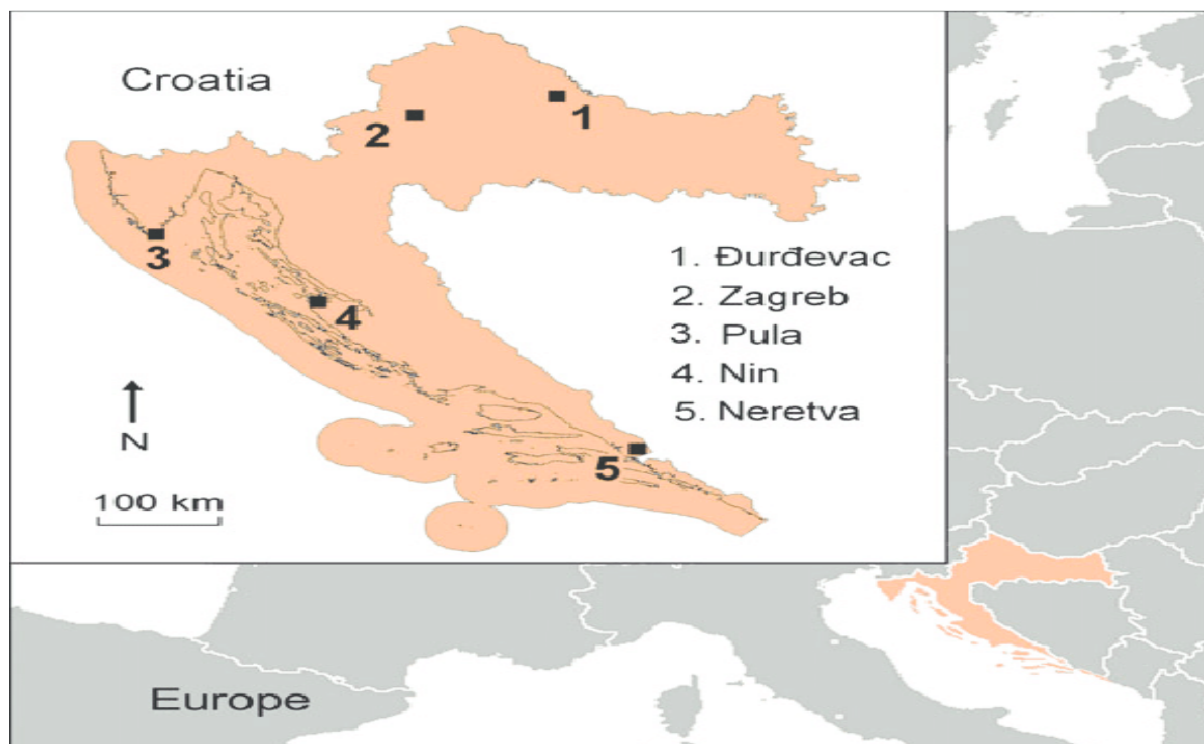 Croatia
1
2
3
4
5
1. Đurđevac
2. Zagreb
3. Pula
4. Nin
5. Neretva
N
100 km
Europe